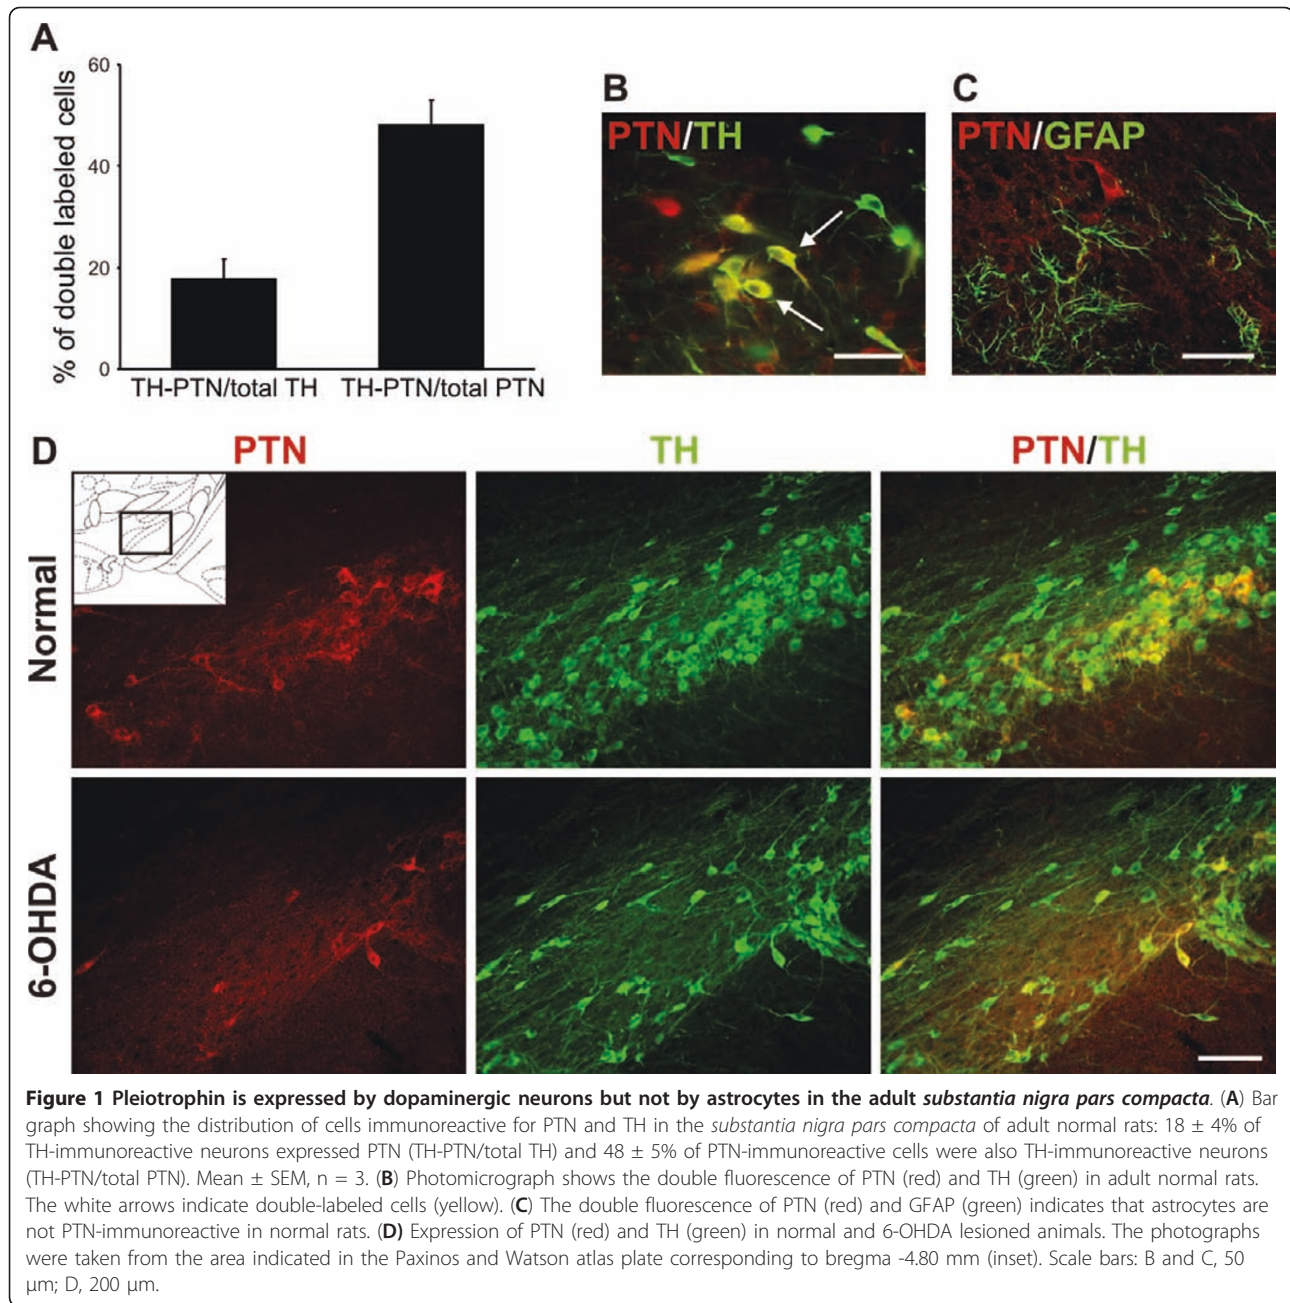 A
60
40
20
0
% of double labeled cells
TH-PTN/total TH
TH-PTN/total PTN
B
PTN/TH
C
PTN/GFAP
D
PTN
TH
PTN/TH
Normal
6-OHDA
Figure 1 Pleiotrophin is expressed by dopaminergic neurons but not by astrocytes in the adult substantia nigra pars compacta. (A) Bar
graph showing the distribution of cells immunoreactive for PTN and TH in the substantia nigra pars compacta of adult normal rats: 18 ± 4% of
TH-immunoreactive neurons expressed PTN (TH-PTN/total TH) and 48 ± 5% of PTN-immunoreactive cells were also TH-immunoreactive neurons
(TH-PTN/total PTN). Mean ± SEM, n = 3. (B) Photomicrograph shows the double fluorescence of PTN (red) and TH (green) in adult normal rats.
The white arrows indicate double-labeled cells (yellow). (C) The double fluorescence of PTN (red) and GFAP (green) indicates that astrocytes are
not PTN-immunoreactive in normal rats. (D) Expression of PTN (red) and TH (green) in normal and 6-OHDA lesioned animals. The photographs
were taken from the area indicated in the Paxinos and Watson atlas plate corresponding to bregma -4.80 mm (inset). Scale bars: B and C, 50
μm; D, 200 μm.